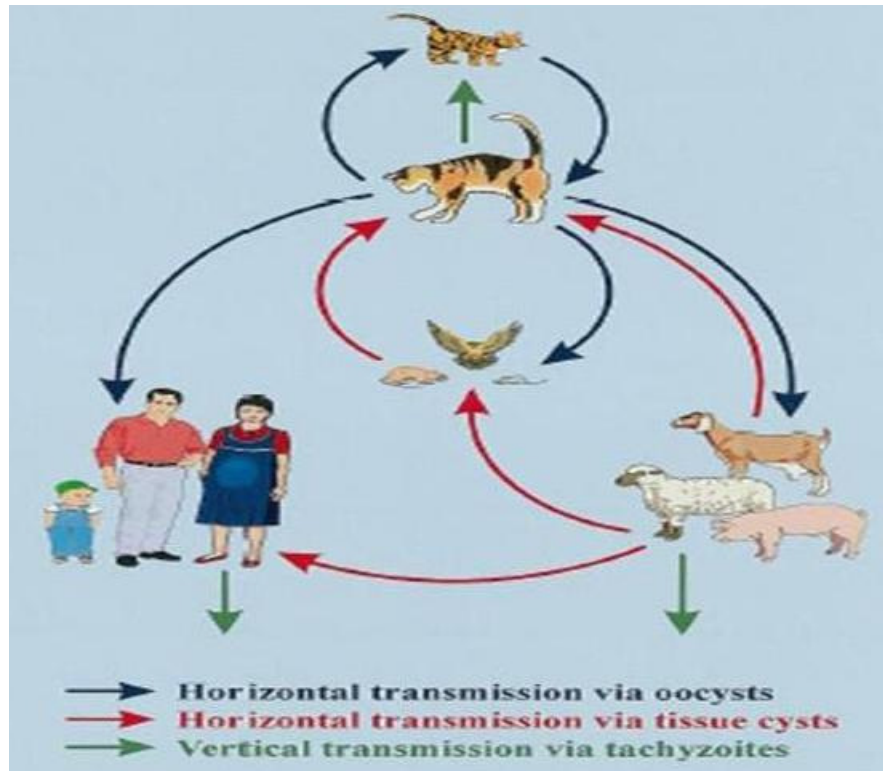 Horizontal transmission via oocysts
Horizontal transmission via tissue cysts
Vertical transmission via tachyzoites